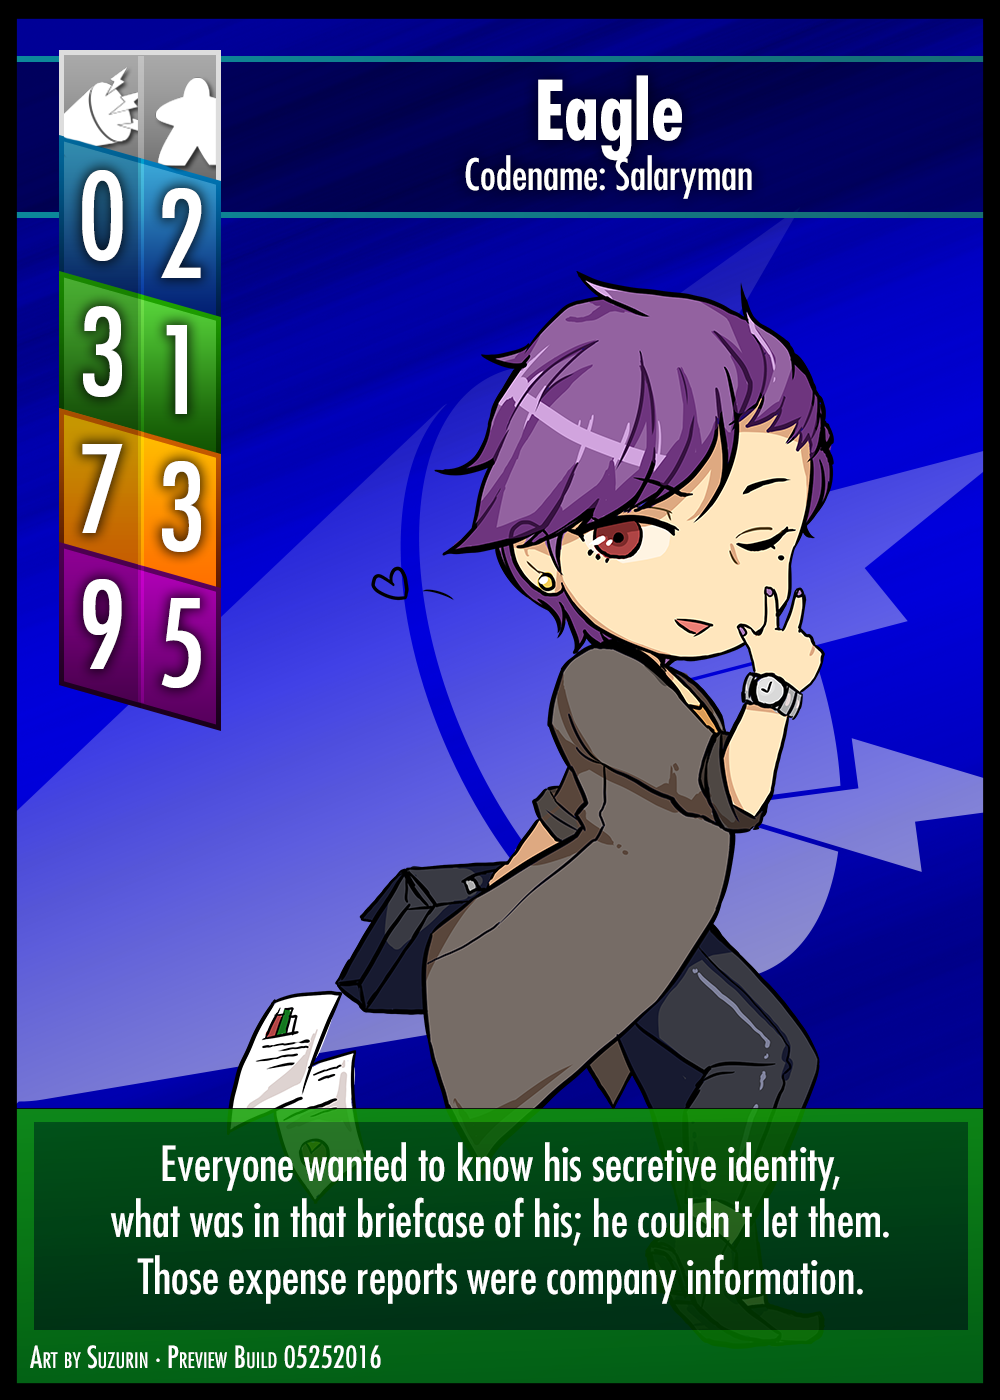 Eagle
Codename: Salaryman
0 2
3 1
7 3
9 5
Everyone wanted to know his secretive identity,
what was in that briefcase of his; he couldn't let them.
Those expense reports were company information.
Art by Suzurin · Preview Build 05252016